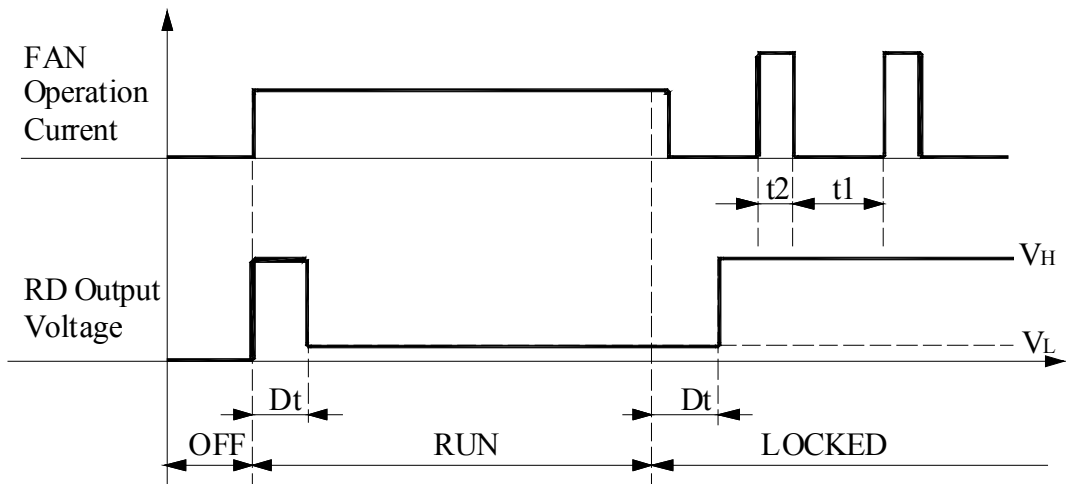 FAN
Operation
Current
t2
t1
VH
RD Output
Voltage
VL
Dt
Dt
OFF
RUN
LOCKED